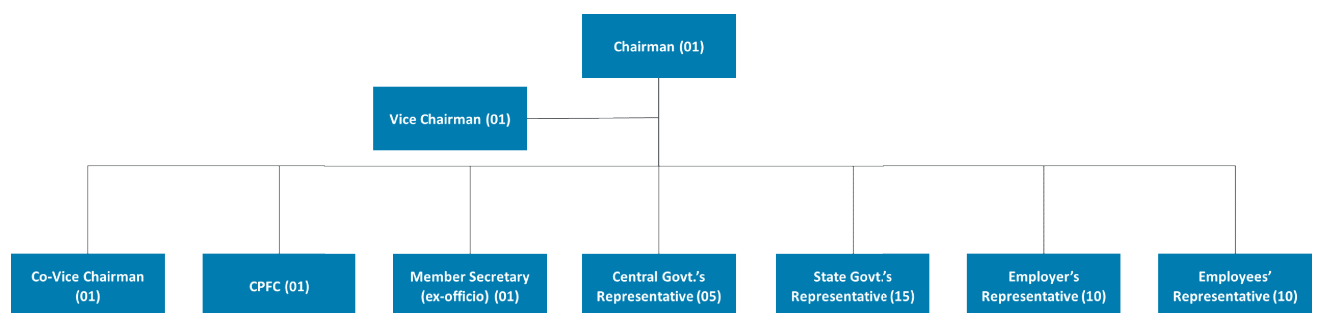 Chairman (01)
Vice Chairman (01)
Co-Vice Chairman
(01)
CPFC (01)
Member Secretary
(ex-officio) (01)
Central Govt.'s
Representative (05)
State Govt.'s
Representative (15)
Employer's
Representative (10)
Employees'
Representative (10)